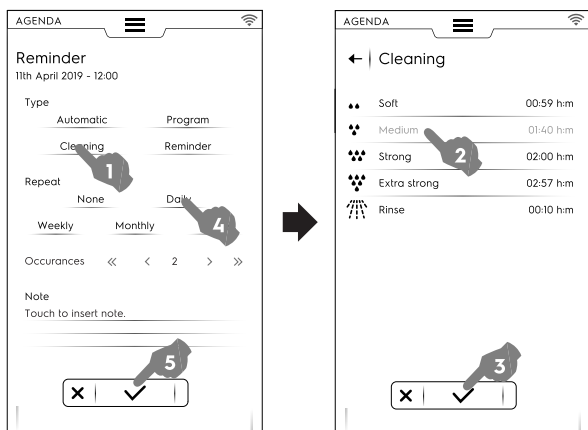 AGENDA
Reminder
11th April 2019 - 12:00
Type
Automatic Program
Cleaning Reminder
1
Repeat
None Daily
4
Weekly Monthly
Occurances << < 2 > >>
Note
Touch to insert note.
5
AGENDA
Cleaning
Soft 00:59 h:m
Medium 01:40 h:m
2
Strong 02:00 h:m
Extra strong 02:57 h:m
Rinse 00:10 h:m
3